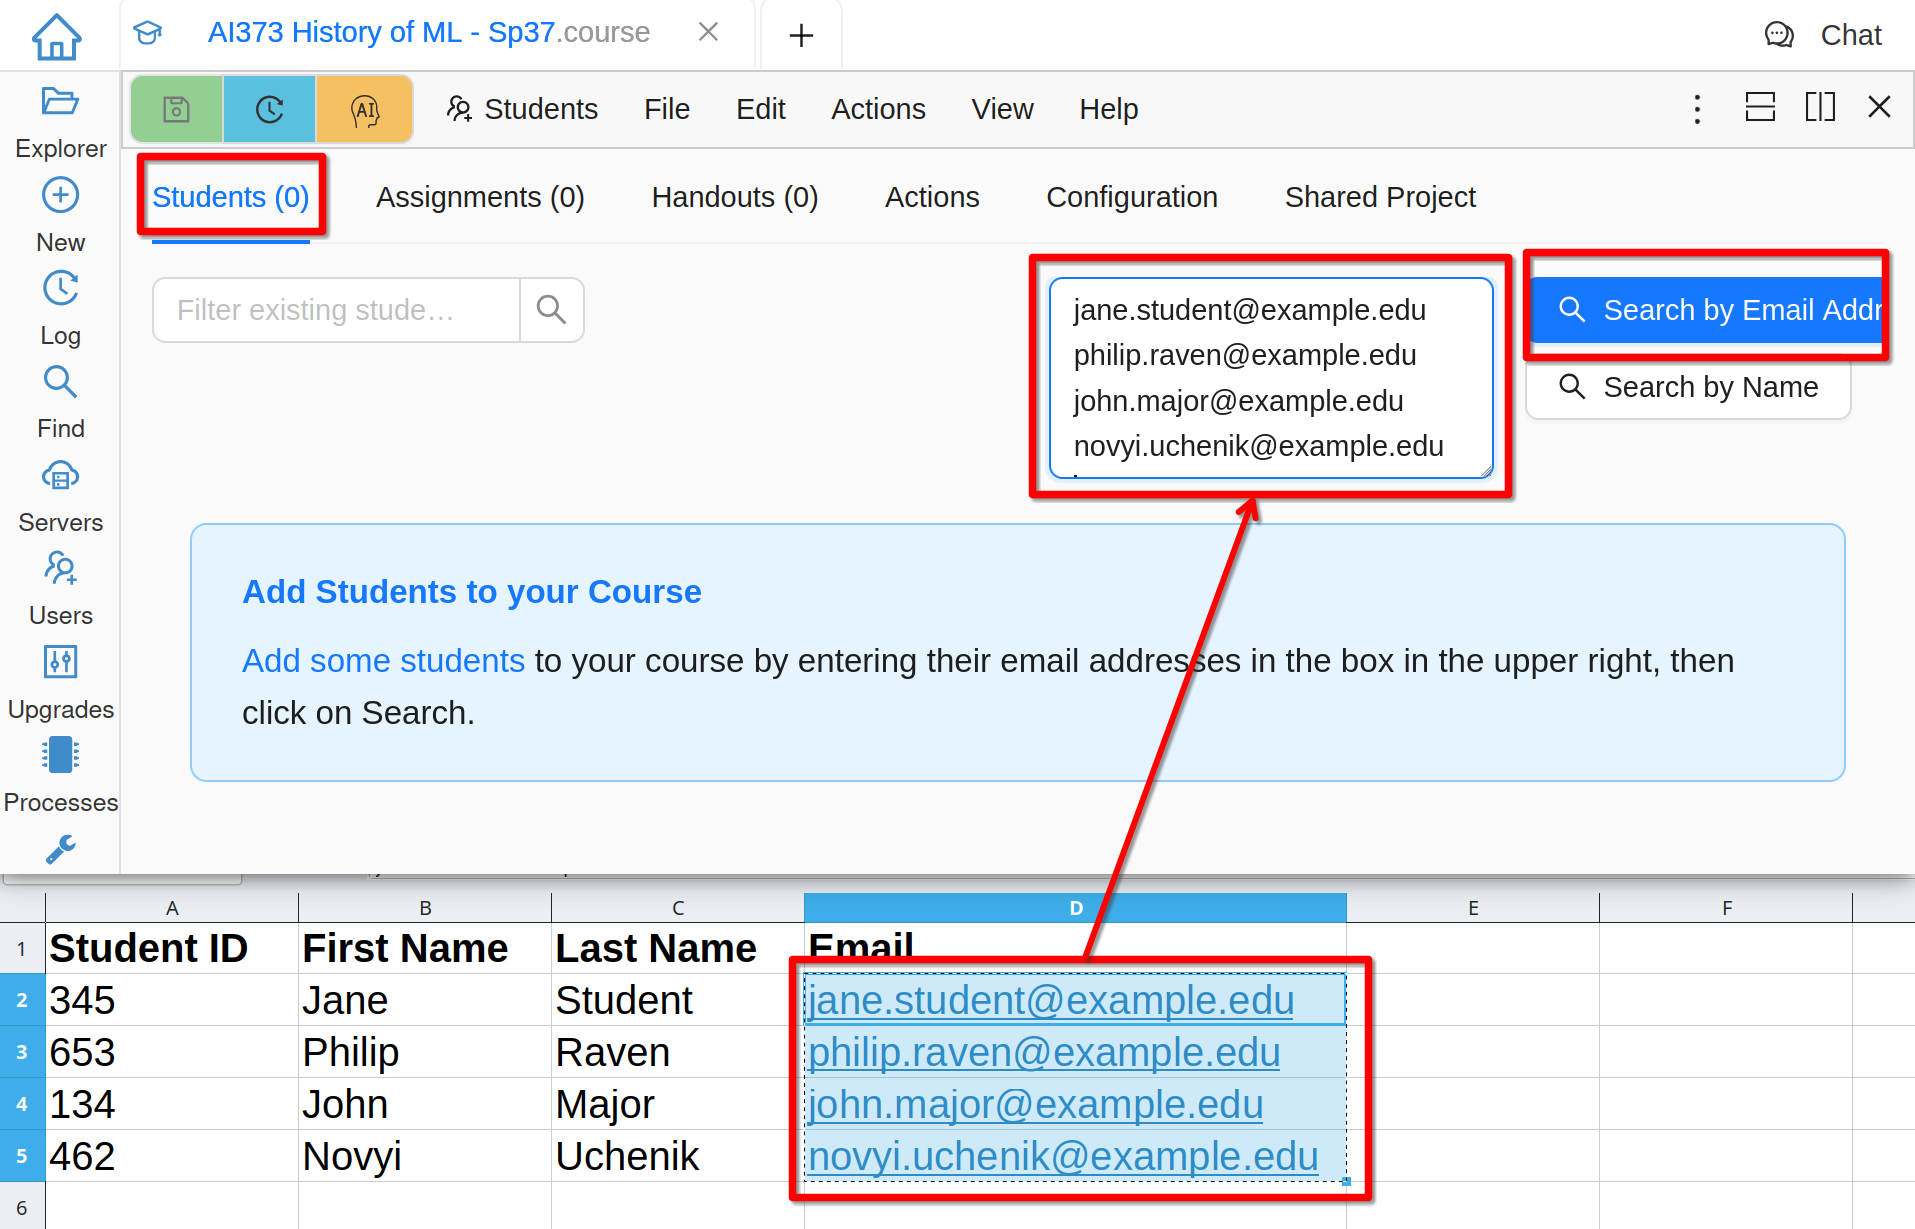 AI373 History of ML - Sp37.course
Chat
Students File Edit Actions View Help
AI
Explorer
New
Log
Find
Servers
Users
Upgrades
Processes
Students (0) Assignments (0) Handouts (0) Actions Configuration Shared Project
Filter existing stude…
jane.student@example.edu
philip.raven@example.edu
john.major@example.edu
novyi.uchenik@example.edu
Search by Email Addr
Search by Name
Add Students to your Course
Add some students to your course by entering their email addresses in the box in the upper right, then
click on Search.
A B C D E F
1 Student ID First Name Last Name Email
2 345 Jane Student jane.student@example.edu
3 653 Philip Raven philip.raven@example.edu
4 134 John Major john.major@example.edu
5 462 Novyi Uchenik novyi.uchenik@example.edu
6